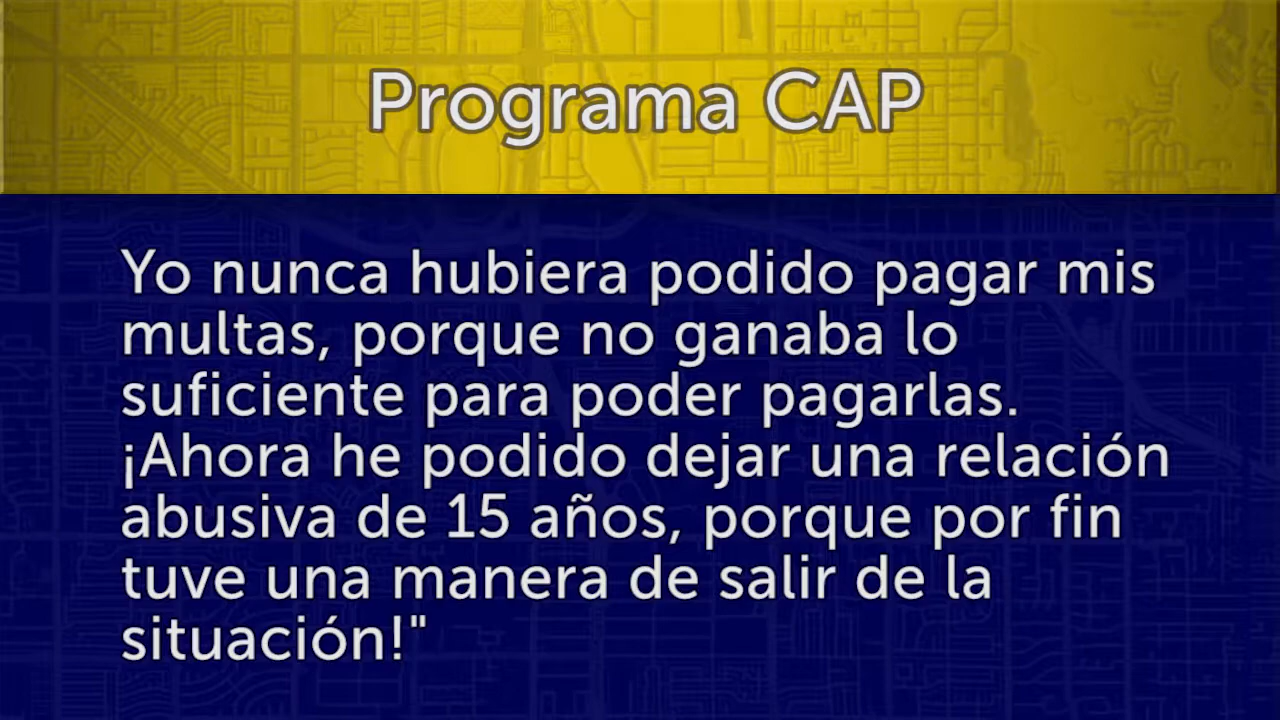 Programa CAP
Yo nunca hubiera podido pagar mis
multas, porque no ganaba lo
suficiente para poder pagarlas.
¡Ahora he podido dejar una relación
abusiva de 15 años, porque por fin
tuve una manera de salir de la
situación!"